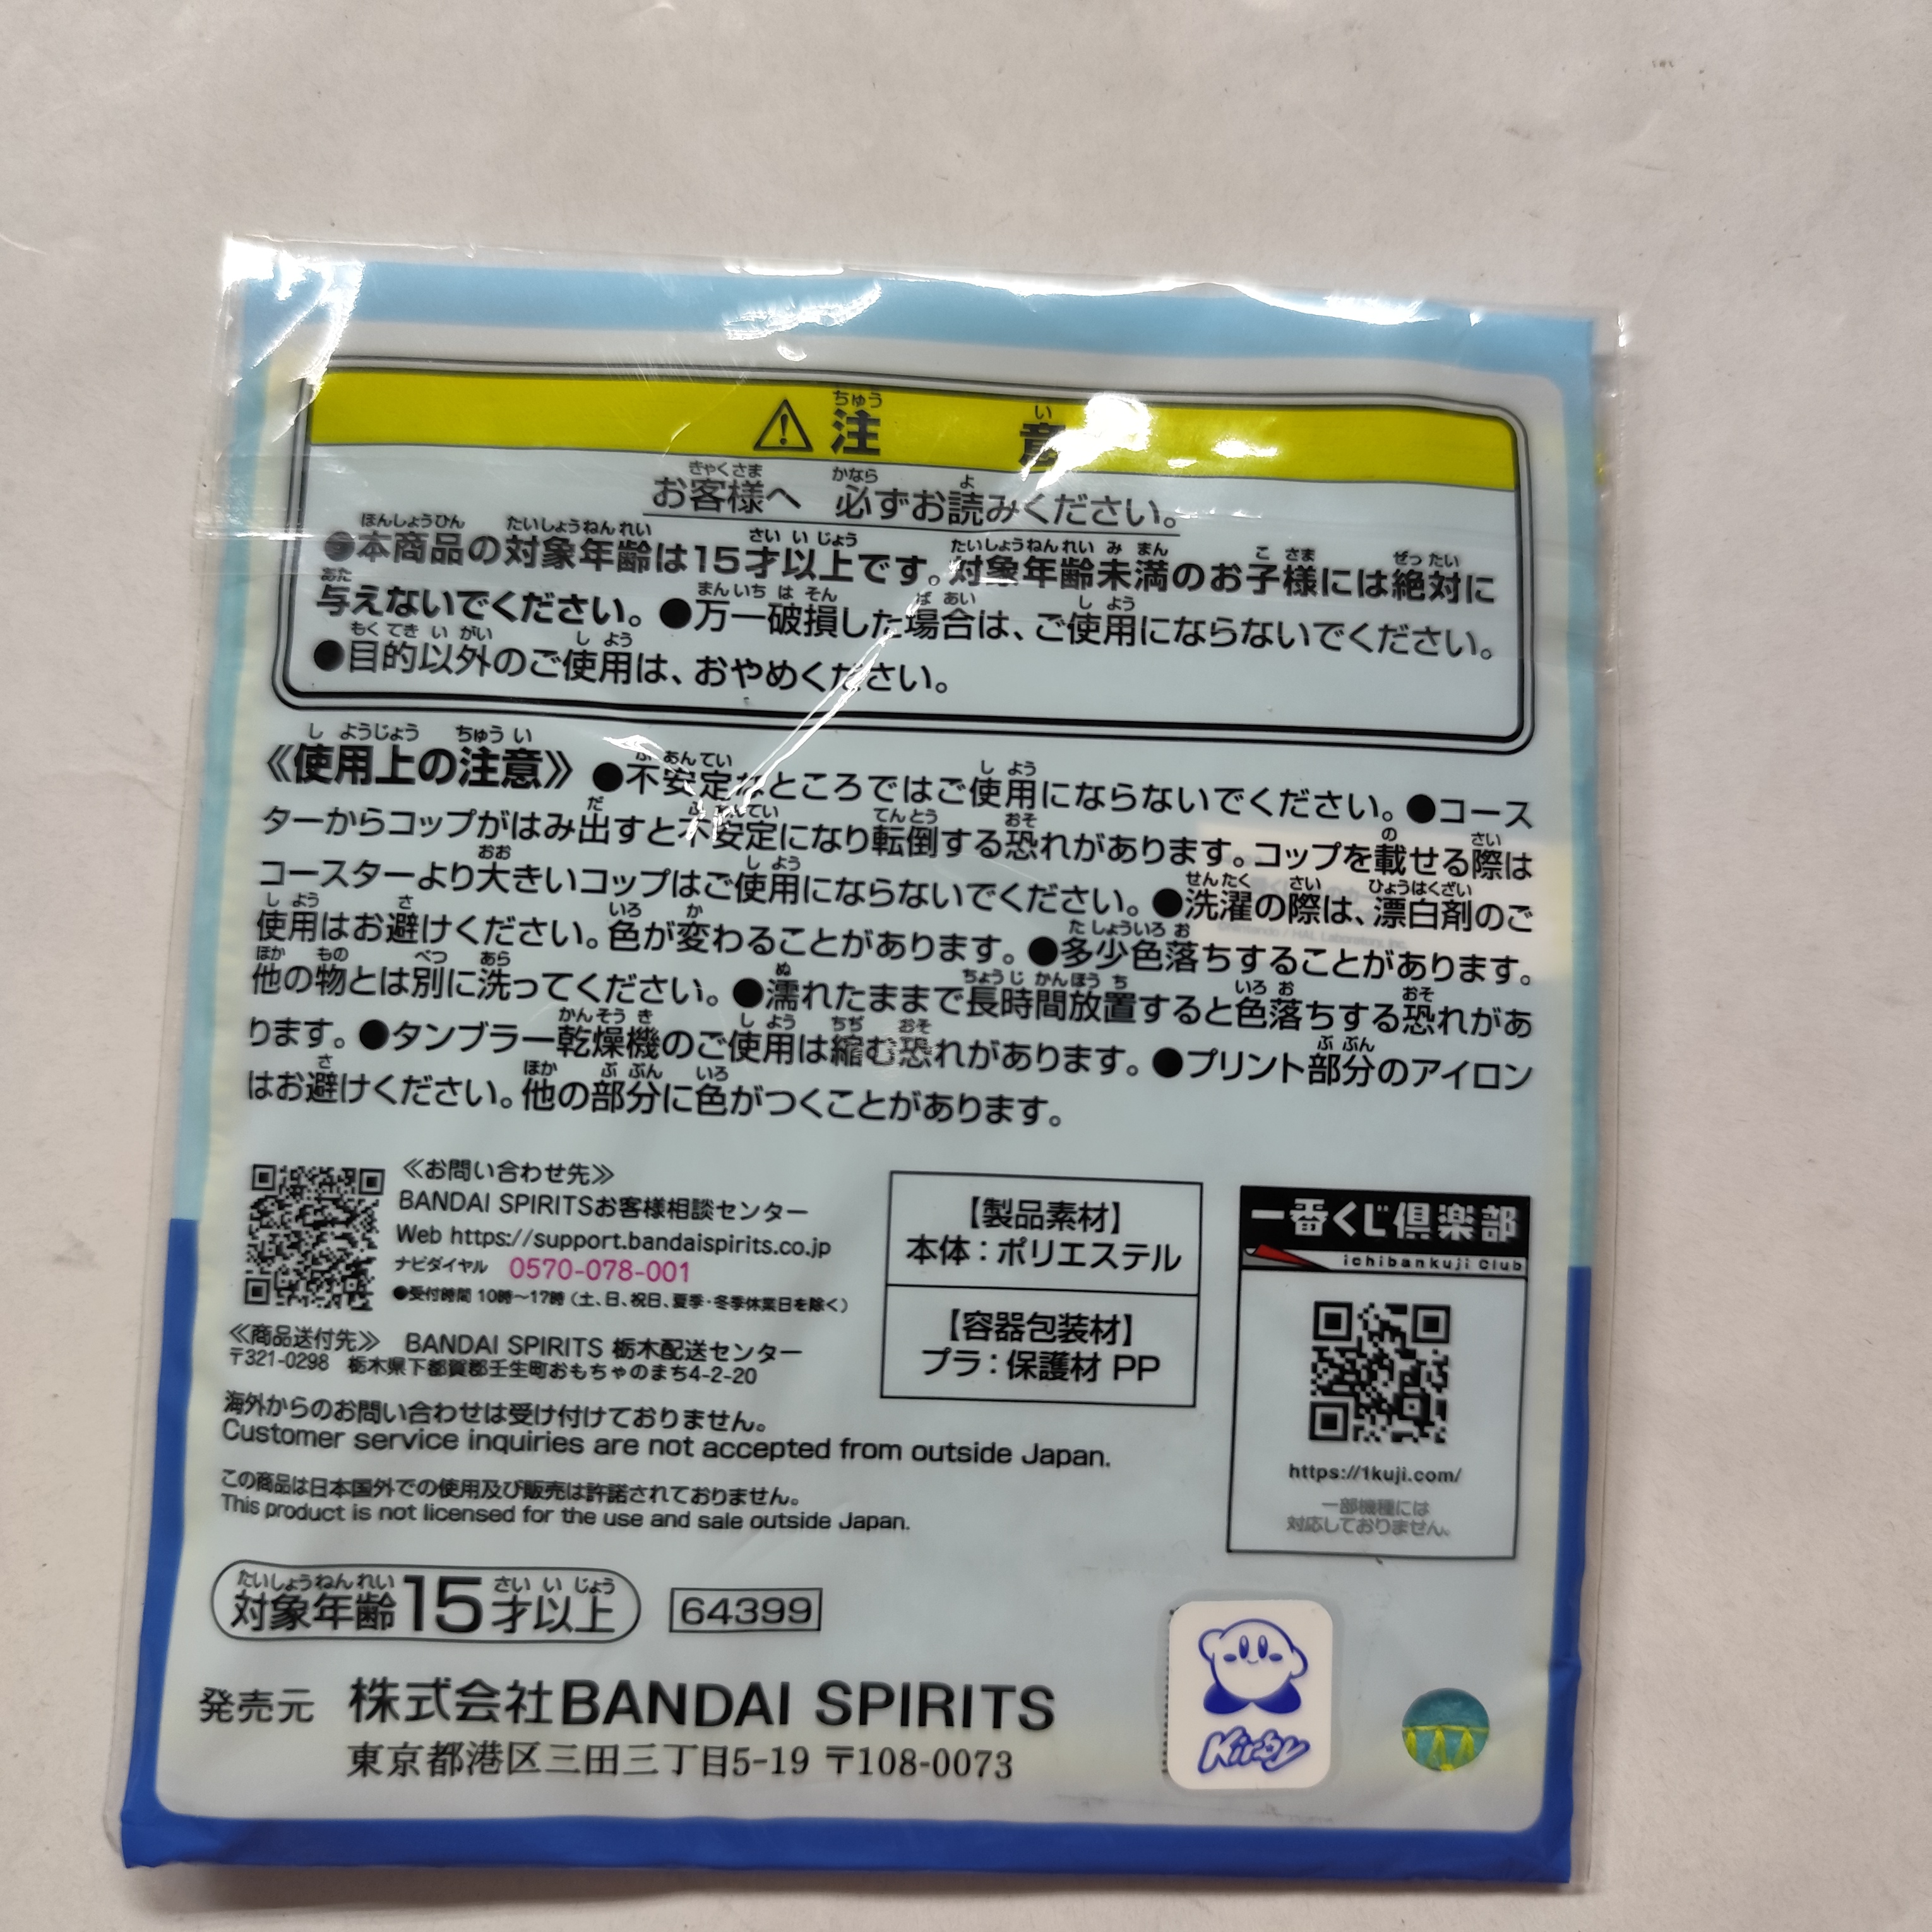 ⚠注 意
お客様へ 必ずお読みください。
●本商品の対象年齢は15才以上です。対象年齢未満のお子様には絶対に
与えないでください。●万一破損した場合は、ご使用にならないでください。
●目的以外のご使用は、おやめください。
《使用上の注意》●不安定なところではご使用にならないでください。●コース
ターからコップがはみ出すと不安定になり転倒する恐れがあります。コップを載せる際は
コースターより大きいコップはご使用にならないでください。●洗濯の際は、漂白剤のご
使用はお避けください。色が変わることがあります。●多少色落ちすることがあります。
他の物とは別に洗ってください。●濡れたままで長時間放置すると色落ちする恐れがあ
ります。●タンブラー乾燥機のご使用は縮む恐れがあります。●プリント部分のアイロン
はお避けください。他の部分に色がつくことがあります。
≪お問い合わせ先≫
BANDAI SPIRITSお客様相談センター
Web https://support.bandaispirits.co.jp
ナビダイヤル 0570-078-001
●受付時間 10時〜17時（土、日、祝日、夏季・冬季休業日を除く）
≪商品送付先≫ BANDAI SPIRITS 栃木配送センター
〒321-0298 栃木県下都賀郡壬生町おもちゃのまち4-2-20
海外からのお問い合わせは受け付けておりません。
Customer service inquiries are not accepted from outside Japan.
この商品は日本国外での使用及び販売は許諾されておりません。
This product is not licensed for the use and sale outside Japan.
【製品素材】
本体：ポリエステル
【容器包装材】
プラ：保護材 PP
一番くじ倶楽部
ichibankuji Club
https://1kuji.com/
一部機種には
対応しておりません。
対象年齢15才以上
64399
発売元 株式会社BANDAI SPIRITS
東京都港区三田三丁目5-19 〒108-0073
Kirby